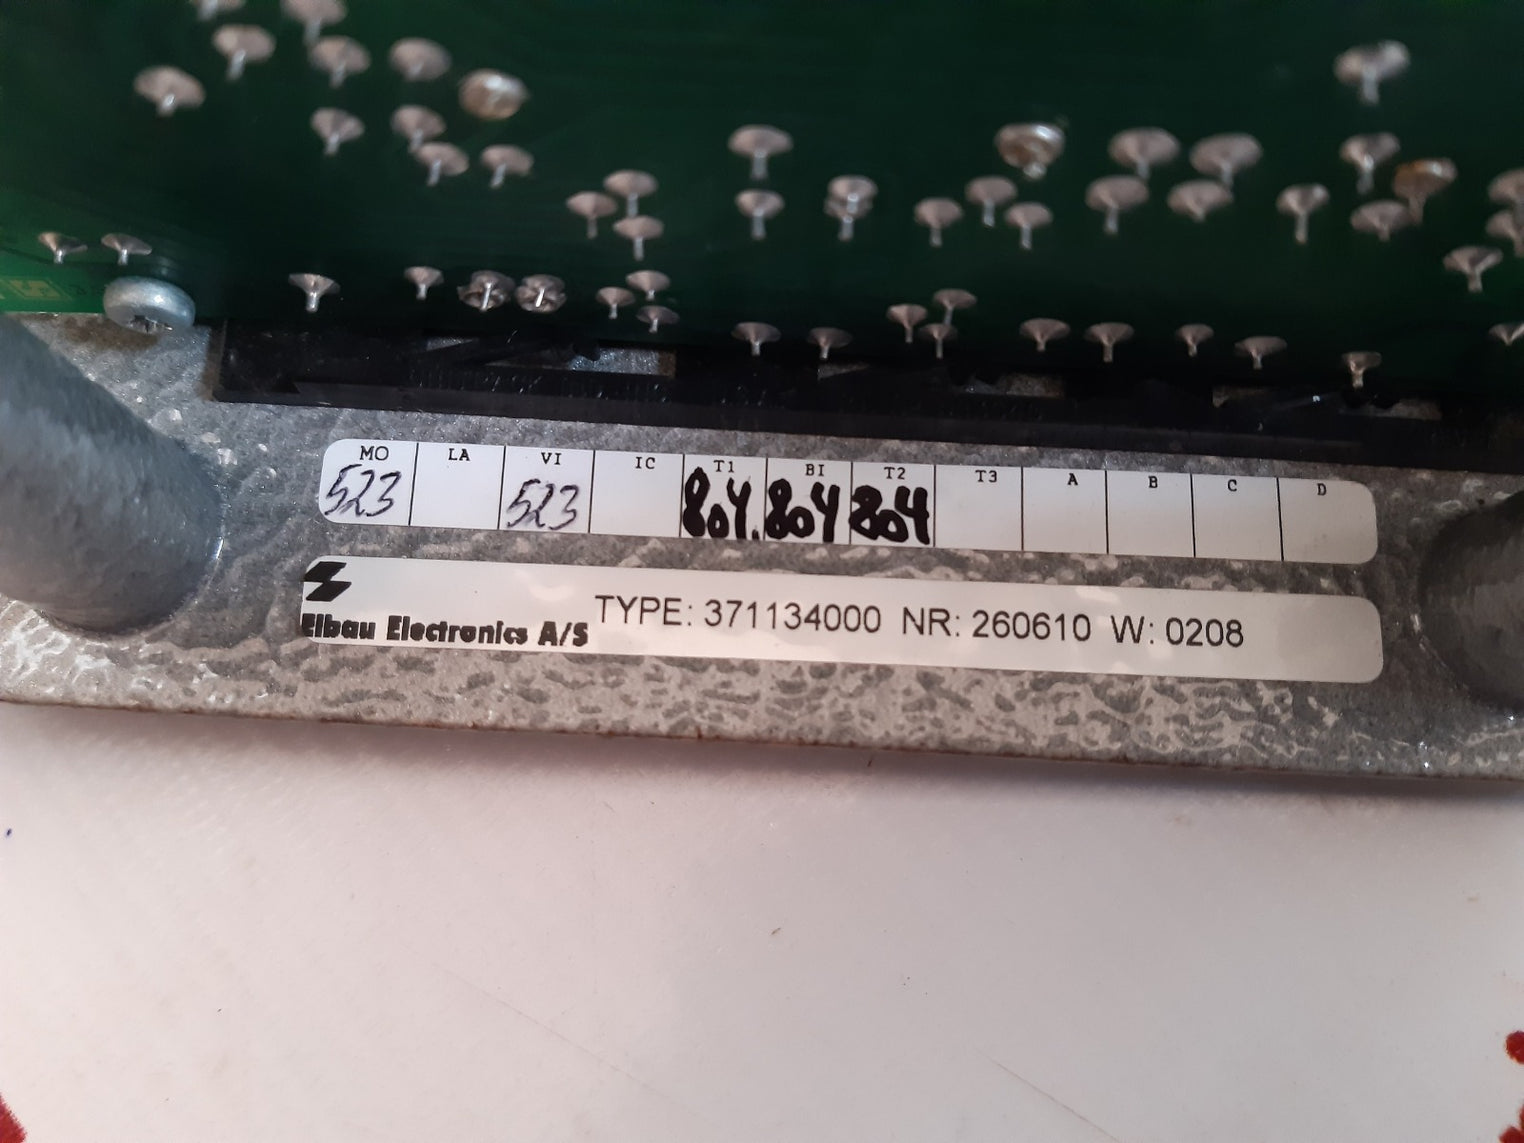 MO LA VI IC T1 BI T2 T3 A B C D
523 523 804. 804 804
Elbau Electronics A/S TYPE: 371134000 NR: 260610 W: 0208